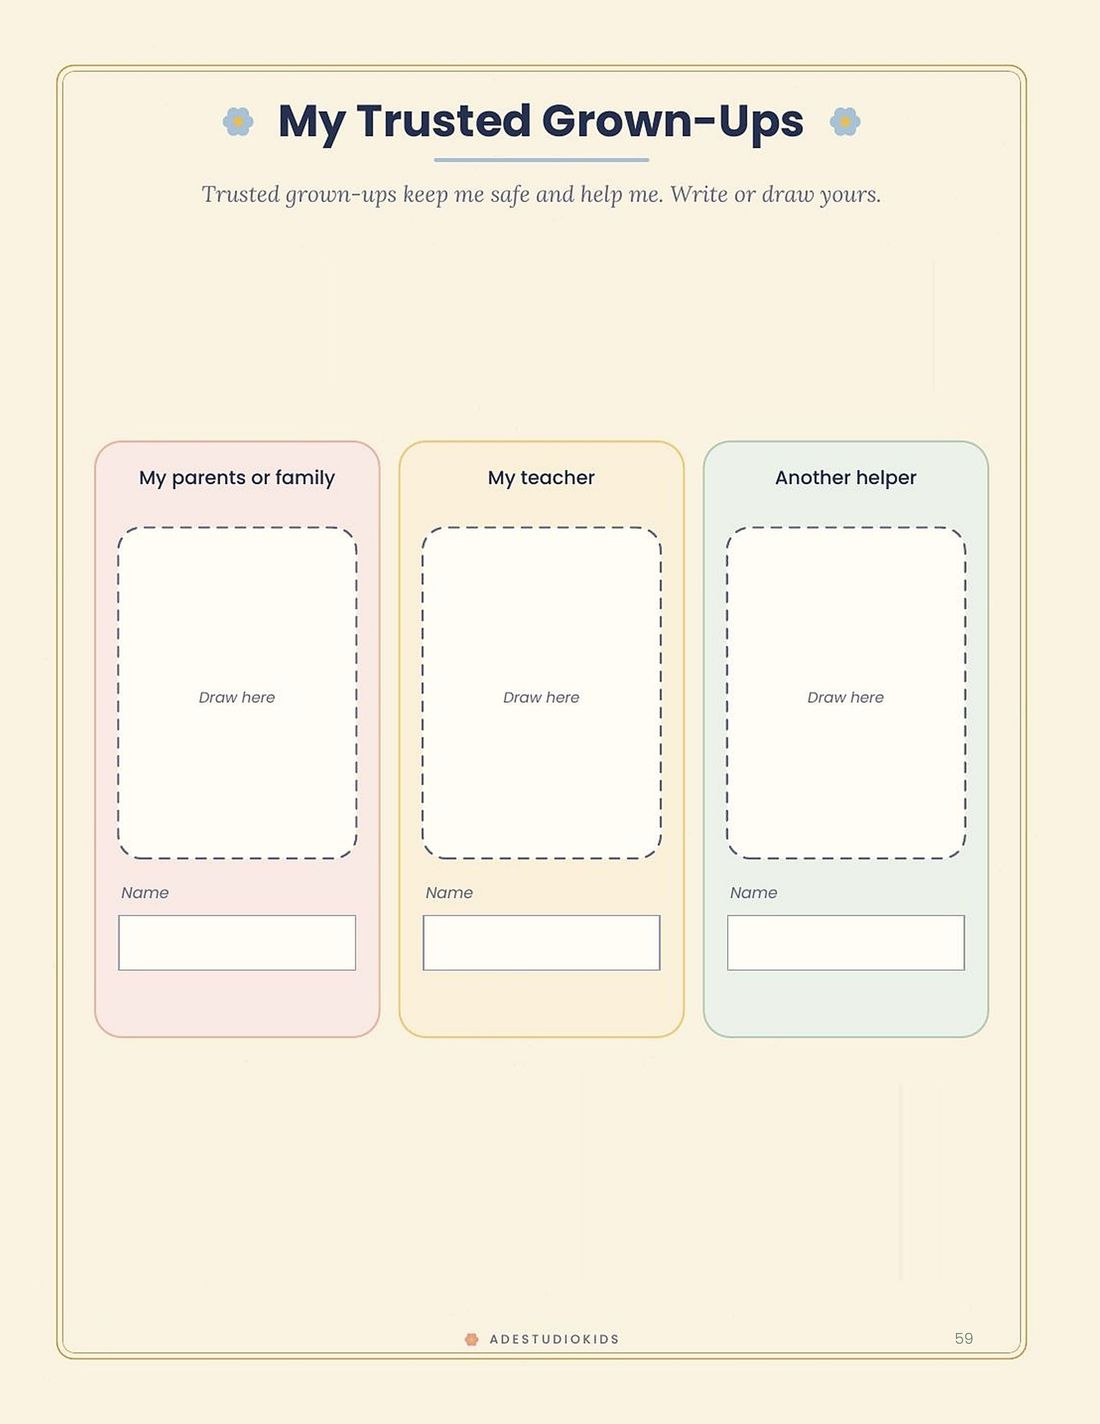 My Trusted Grown-Ups
Trusted grown-ups keep me safe and help me. Write or draw yours.
My parents or family
My teacher
Another helper
Draw here
Draw here
Draw here
Name
Name
Name
ADESTUDIOKIDS
59